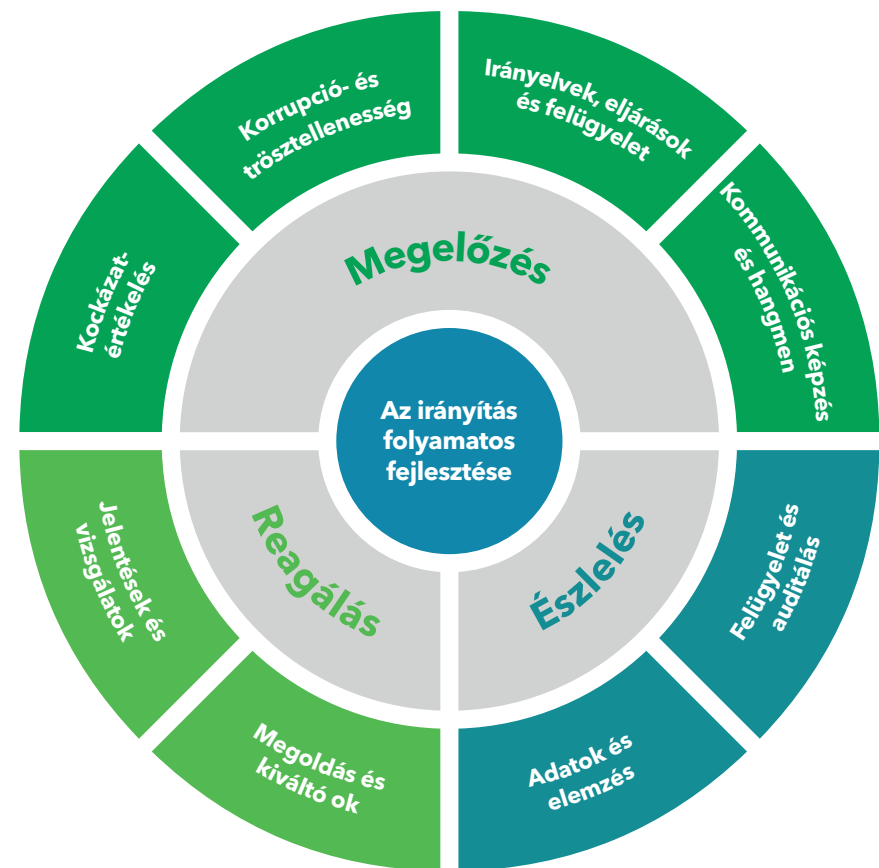 Korrupció- és
trösztellenesség
Irányelvek, eljárások
és felügyelet
Kockázat-
értékelés
Kommunikációs képzés
és hangmen
Megelőzés
Az irányítás
folyamatos
fejlesztése
Reagálás
Észlelés
Jelentések és
vizsgálatok
Felügyelet és
auditálás
Megoldás és
kiváltó ok
Adatok és
elemzés